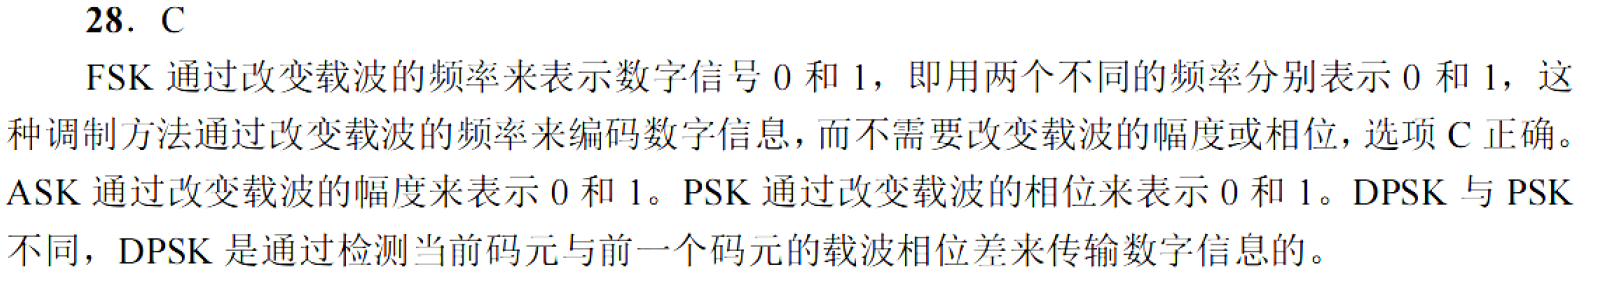 28. C
FSK 通过改变载波的频率来表示数字信号 0 和 1，即用两个不同的频率分别表示 0 和 1，这
种调制方法通过改变载波的频率来编码数字信息，而不需要改变载波的幅度或相位，选项 C 正确。
ASK 通过改变载波的幅度来表示 0 和 1。PSK 通过改变载波的相位来表示 0 和 1。DPSK 与 PSK
不同，DPSK 是通过检测当前码元与前一个码元的载波相位差来传输数字信息的。